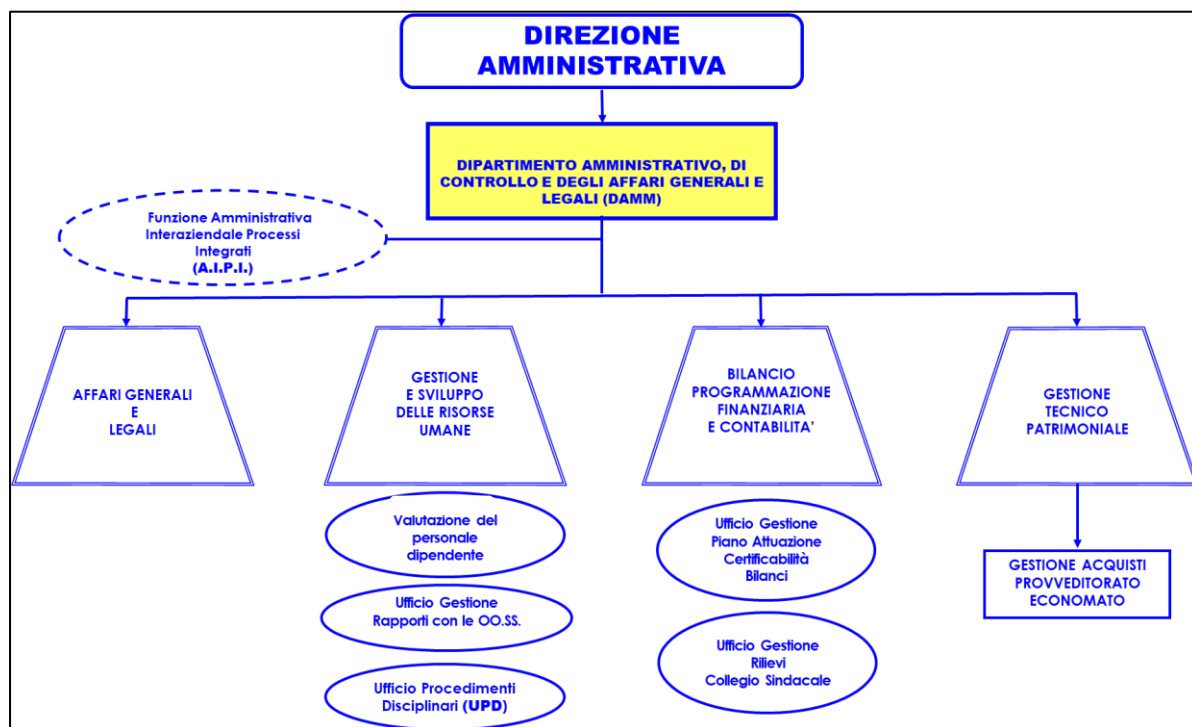 DIREZIONE
AMMINISTRATIVA
DIPARTIMENTO AMMINISTRATIVO, DI
CONTROLLO E DEGLI AFFARI GENERALI E
LEGALI (DAMM)
Funzione Amministrativa
Interaziendale Processi
Integrati
(A.I.P.I.)
AFFARI GENERALI
E
LEGALI
GESTIONE
E SVILUPPO
DELLE RISORSE
UMANE
BILANCIO
PROGRAMMAZIONE
FINANZIARIA
E CONTABILITA'
GESTIONE
TECNICO
PATRIMONIALE
Valutazione del
personale
dipendente
Ufficio Gestione
Rapporti con le OO.SS.
Ufficio Procedimenti
Disciplinari (UPD)
Ufficio Gestione
Piano Attuazione
Certificabilità
Bilanci
Ufficio Gestione
Rilievi
Collegio Sindacale
GESTIONE ACQUISTI
PROVVEDITORATO
ECONOMATO